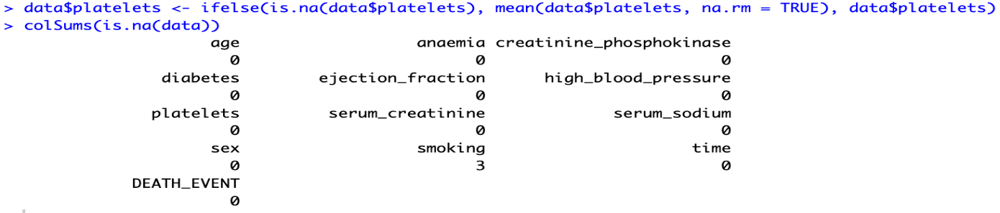 > data$platelets <- ifelse(is.na(data$platelets), mean(data$platelets, na.rm = TRUE), data$platelets)
> colSums(is.na(data))
age anaemia creatinine_phosphokinase
0 0 0
diabetes ejection_fraction high_blood_pressure
0 0 0
platelets serum_creatinine serum_sodium
0 0 0
sex smoking time
0 3 0
DEATH_EVENT
0